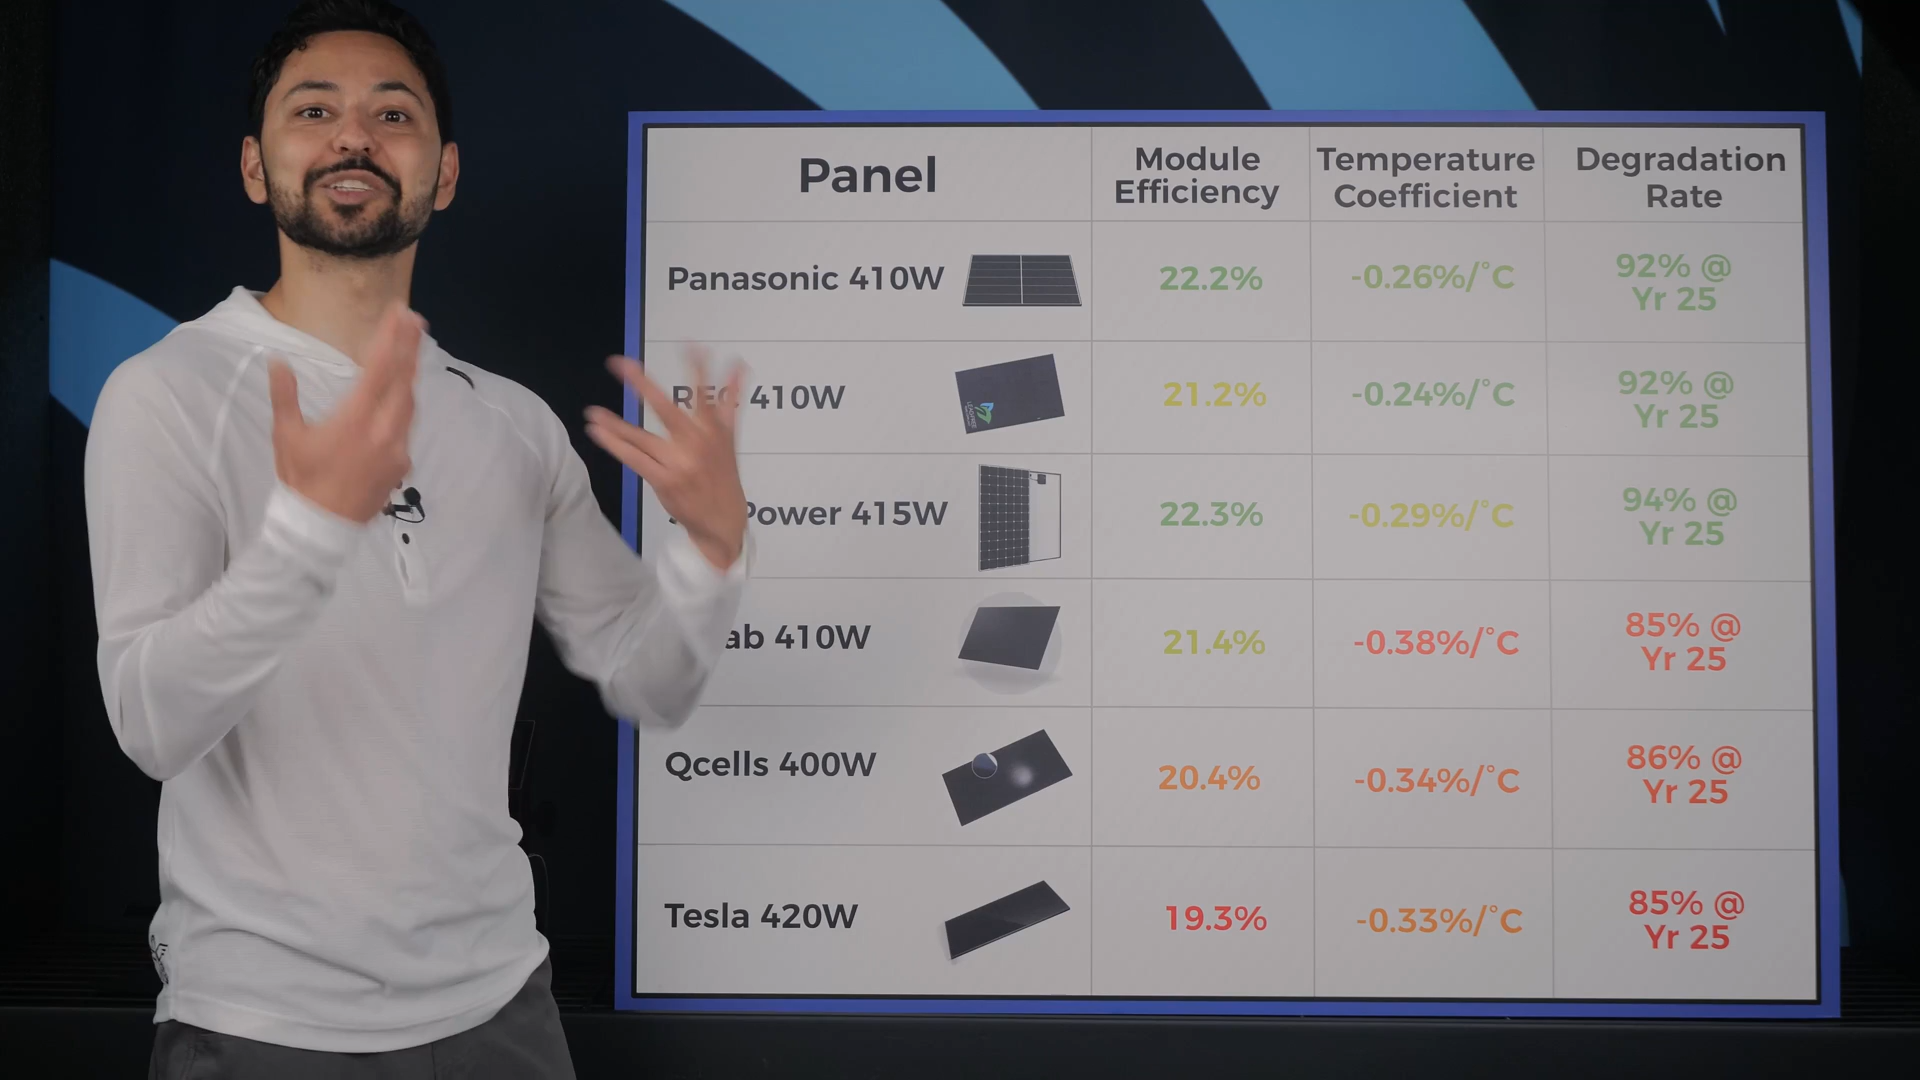 Panel
Module
Efficiency
Temperature
Coefficient
Degradation
Rate
Panasonic 410W
22.2%
-0.26%/°C
92% @
Yr 25
REC 410W
21.2%
-0.24%/°C
92% @
Yr 25
Power 415W
22.3%
-0.29%/°C
94% @
Yr 25
ab 410W
21.4%
-0.38%/°C
85% @
Yr 25
Qcells 400W
20.4%
-0.34%/°C
86% @
Yr 25
Tesla 420W
19.3%
-0.33%/°C
85% @
Yr 25